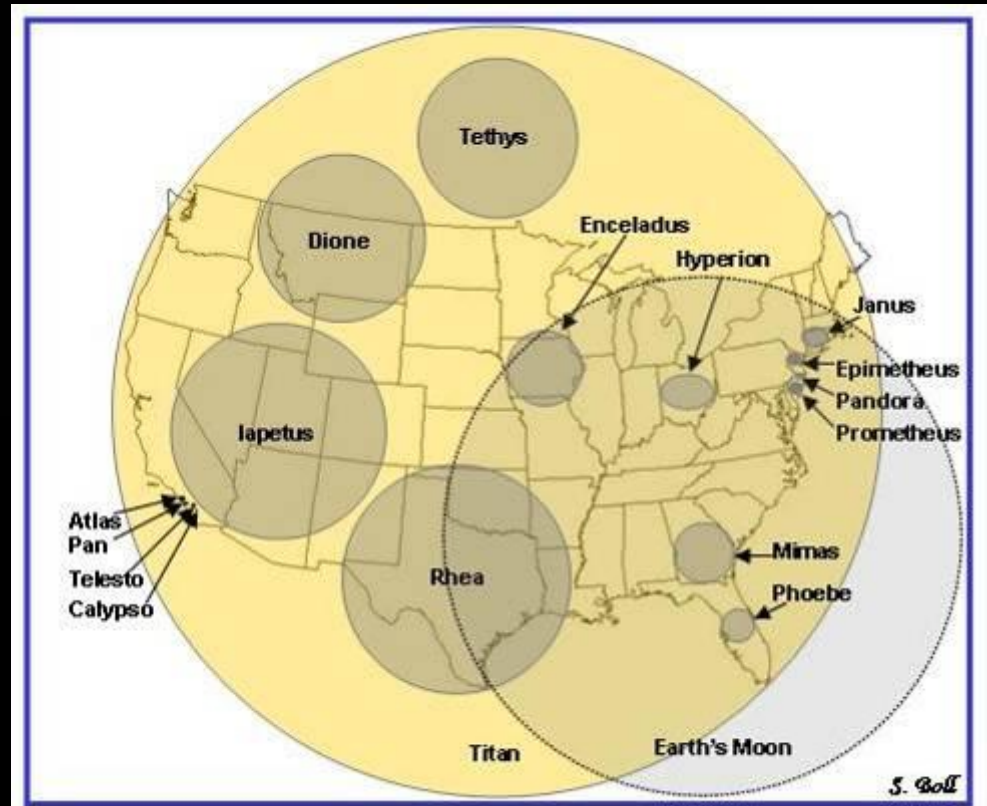 Tethys
Enceladus
Dione
Hyperion
Janus
Epimetheus
Pandora
Prometheus
Iapetus
Atlas
Pan
Telesto
Calypso
Rhea
Mimas
Phoebe
Titan
Earth's Moon
S. Boll